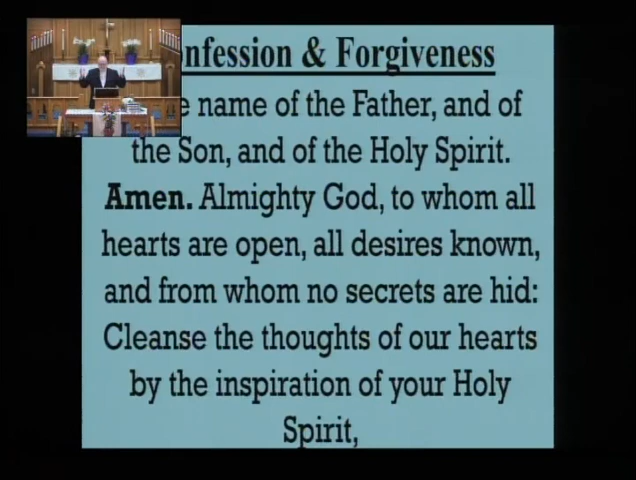 nfession & Forgiveness
e name of the Father, and of
the Son, and of the Holy Spirit.
Amen. Almighty God, to whom all
hearts are open, all desires known,
and from whom no secrets are hid:
Cleanse the thoughts of our hearts
by the inspiration of your Holy
Spirit,